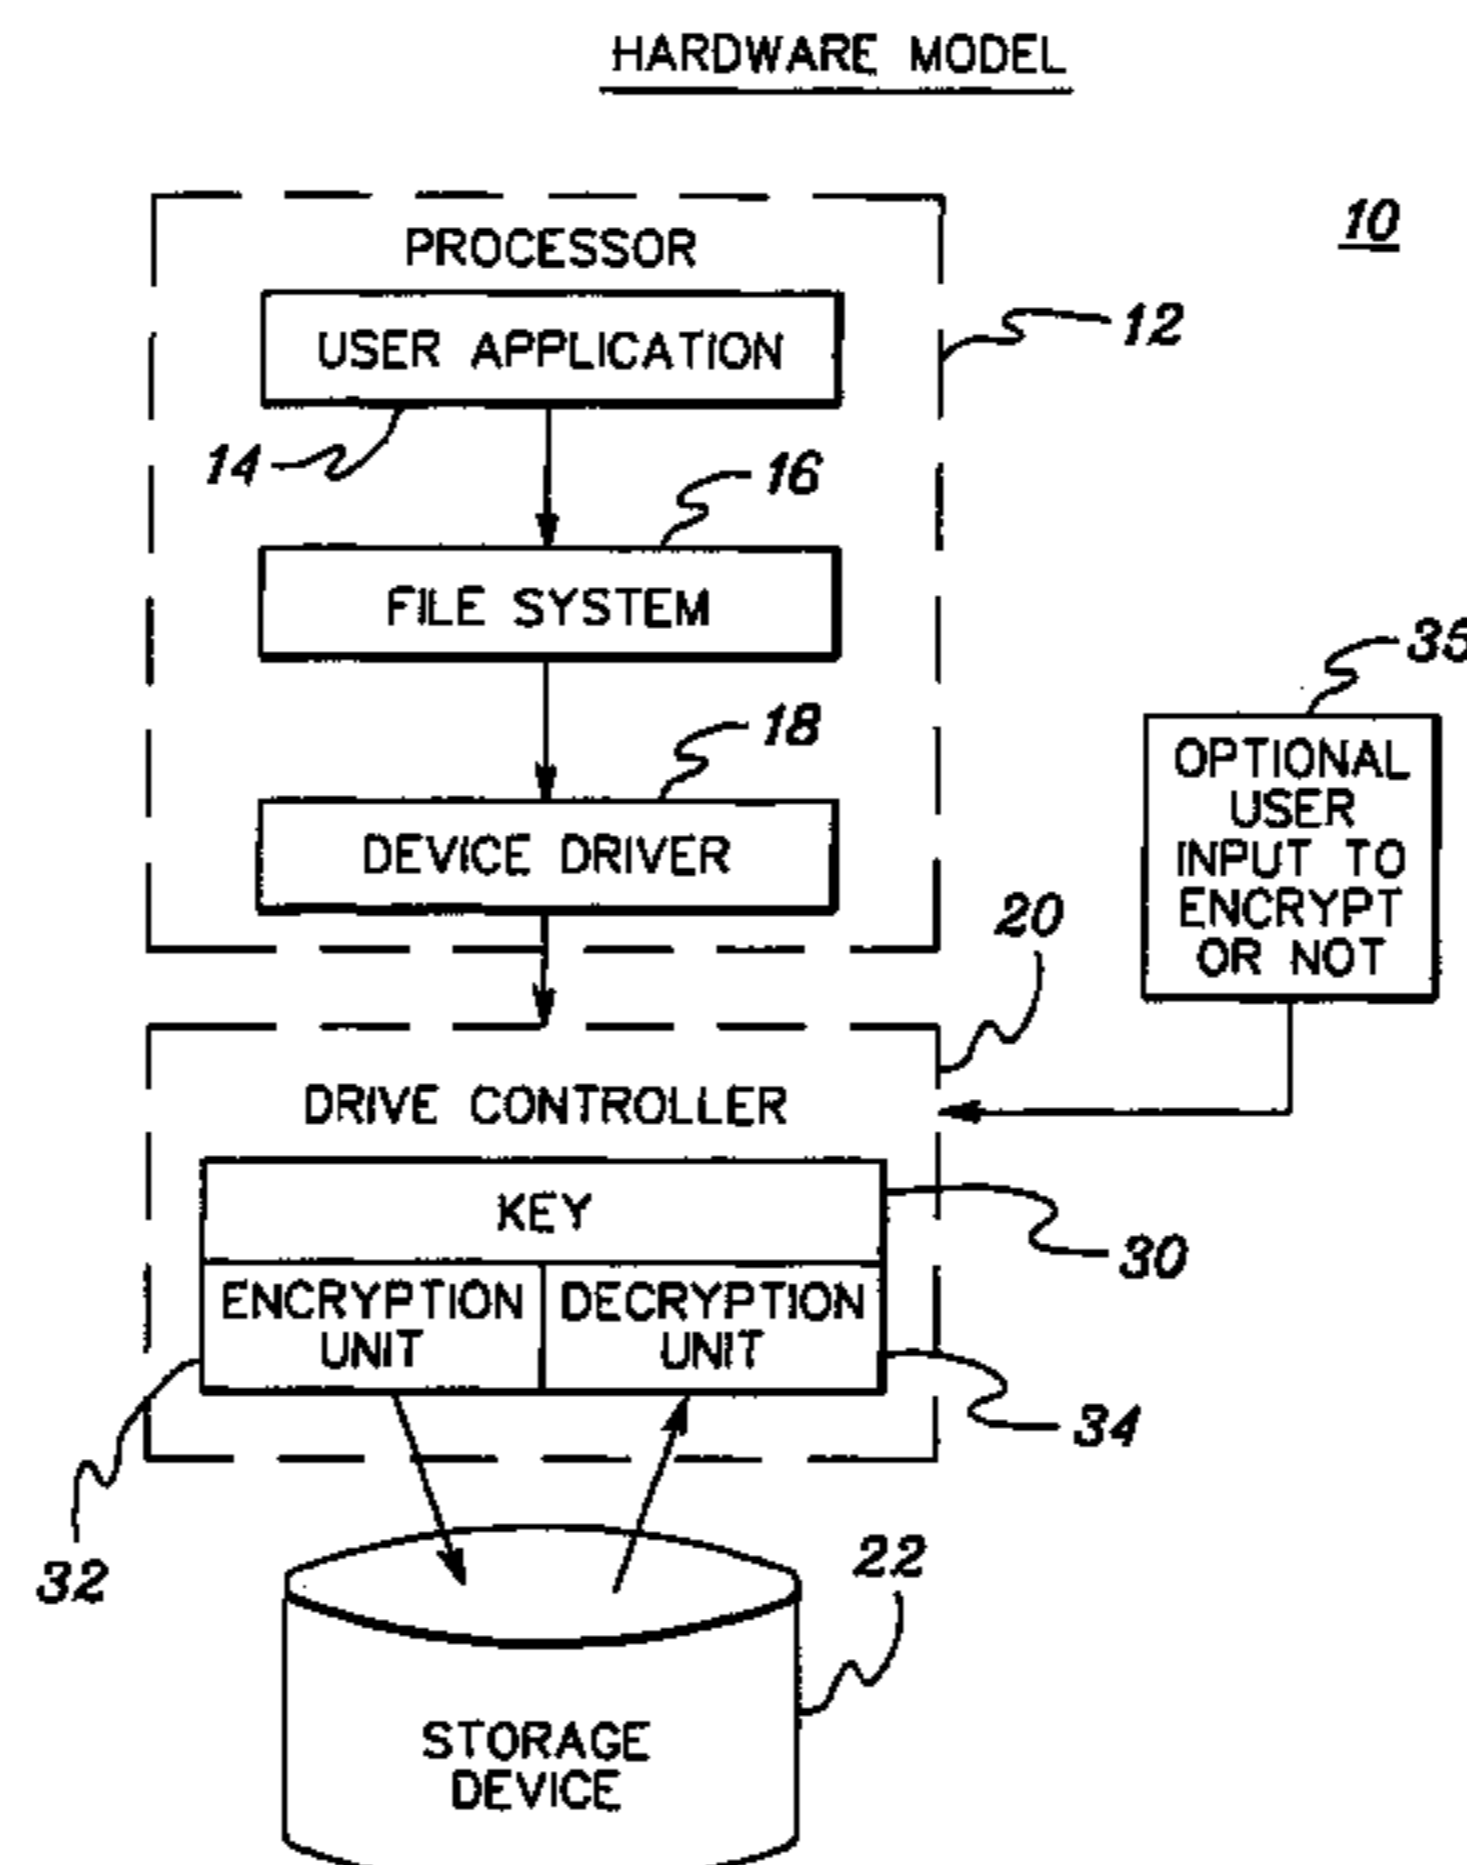 HARDWARE MODEL
10
PROCESSOR
USER APPLICATION
12
14
16
FILE SYSTEM
18
DEVICE DRIVER
35
OPTIONAL
USER
INPUT TO
ENCRYPT
OR NOT
20
DRIVE CONTROLLER
KEY
30
ENCRYPTION
UNIT
DECRYPTION
UNIT
32
34
22
STORAGE
DEVICE